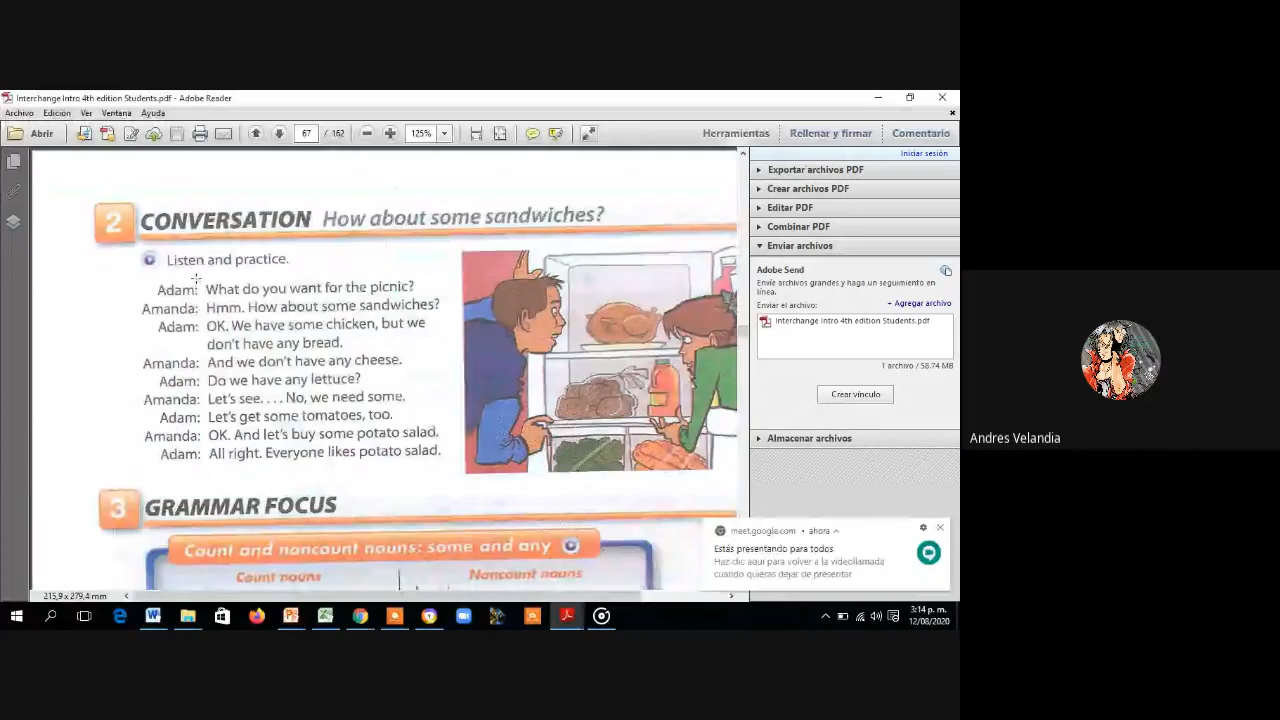 Interchange Intro 4th edition Students.pdf - Adobe Reader
Archivo Edición Ver Ventana Ayuda
Abrir 67 / 162 125% Herramientas Rellenar y firmar Comentario
Iniciar sesión
Exportar archivos PDF
Crear archivos PDF
Editar PDF
Combinar PDF
Enviar archivos
Adobe Send
Envíe archivos grandes y haga un seguimiento en
línea.
Enviar el archivo: + Agregar archivo
Interchange Intro 4th edition Students.pdf
1 archivo / 58.74 MB
Crear vínculo
Almacenar archivos
2 CONVERSATION How about some sandwiches?
Listen and practice.
Adam: What do you want for the picnic?
Amanda: Hmm. How about some sandwiches?
Adam: OK. We have some chicken, but we
don't have any bread.
Amanda: And we don't have any cheese.
Adam: Do we have any lettuce?
Amanda: Let's see. . . . No, we need some.
Adam: Let's get some tomatoes, too.
Amanda: OK. And let's buy some potato salad.
Adam: All right. Everyone likes potato salad.
3 GRAMMAR FOCUS
Count and noncount nouns: some and any
Count nouns Noncount nouns
215,9 x 279,4 mm
meet.google.com • ahora
Estás presentando para todos
Haz clic aquí para volver a la videollamada
cuando quieras dejar de presentar
3:14 p. m.
12/08/2020
Andres Velandia